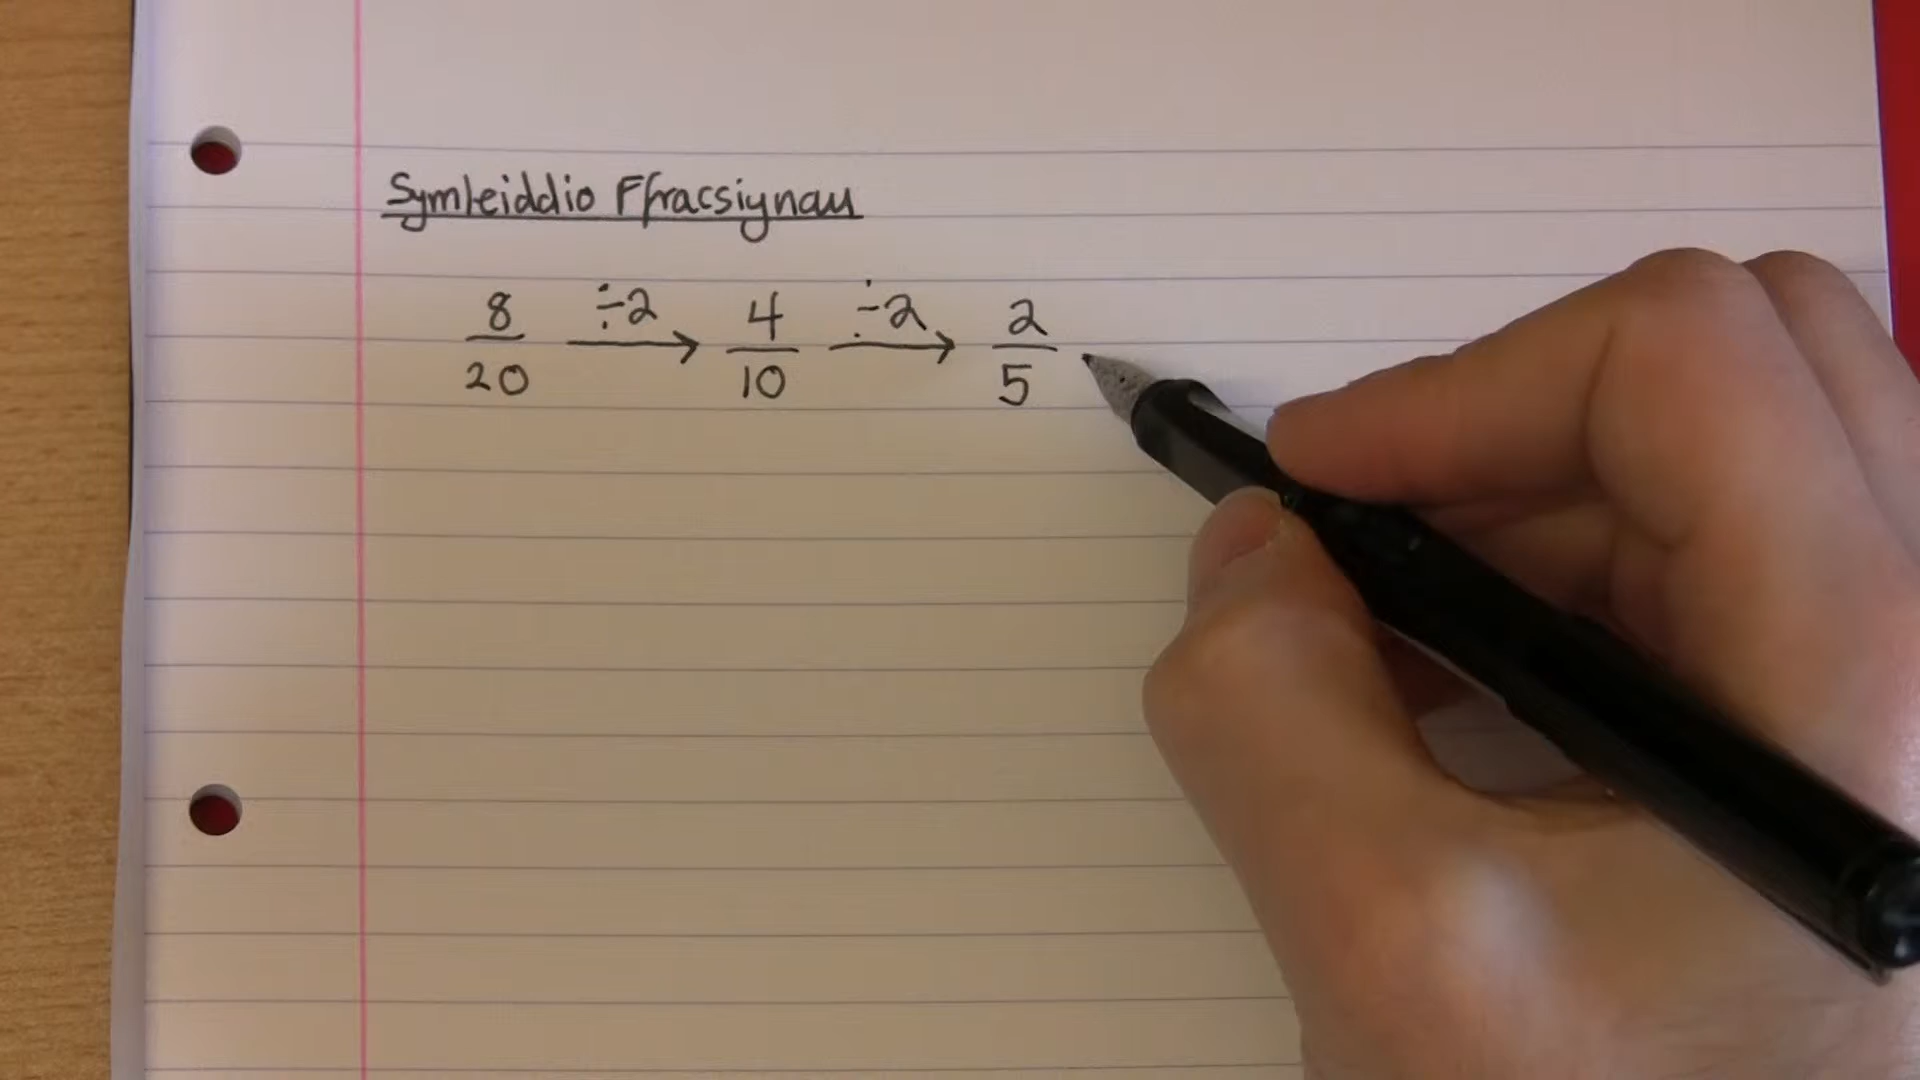 Symleiddio Ffracsiynau
8/20 ÷2→ 4/10 ÷2→ 2/5